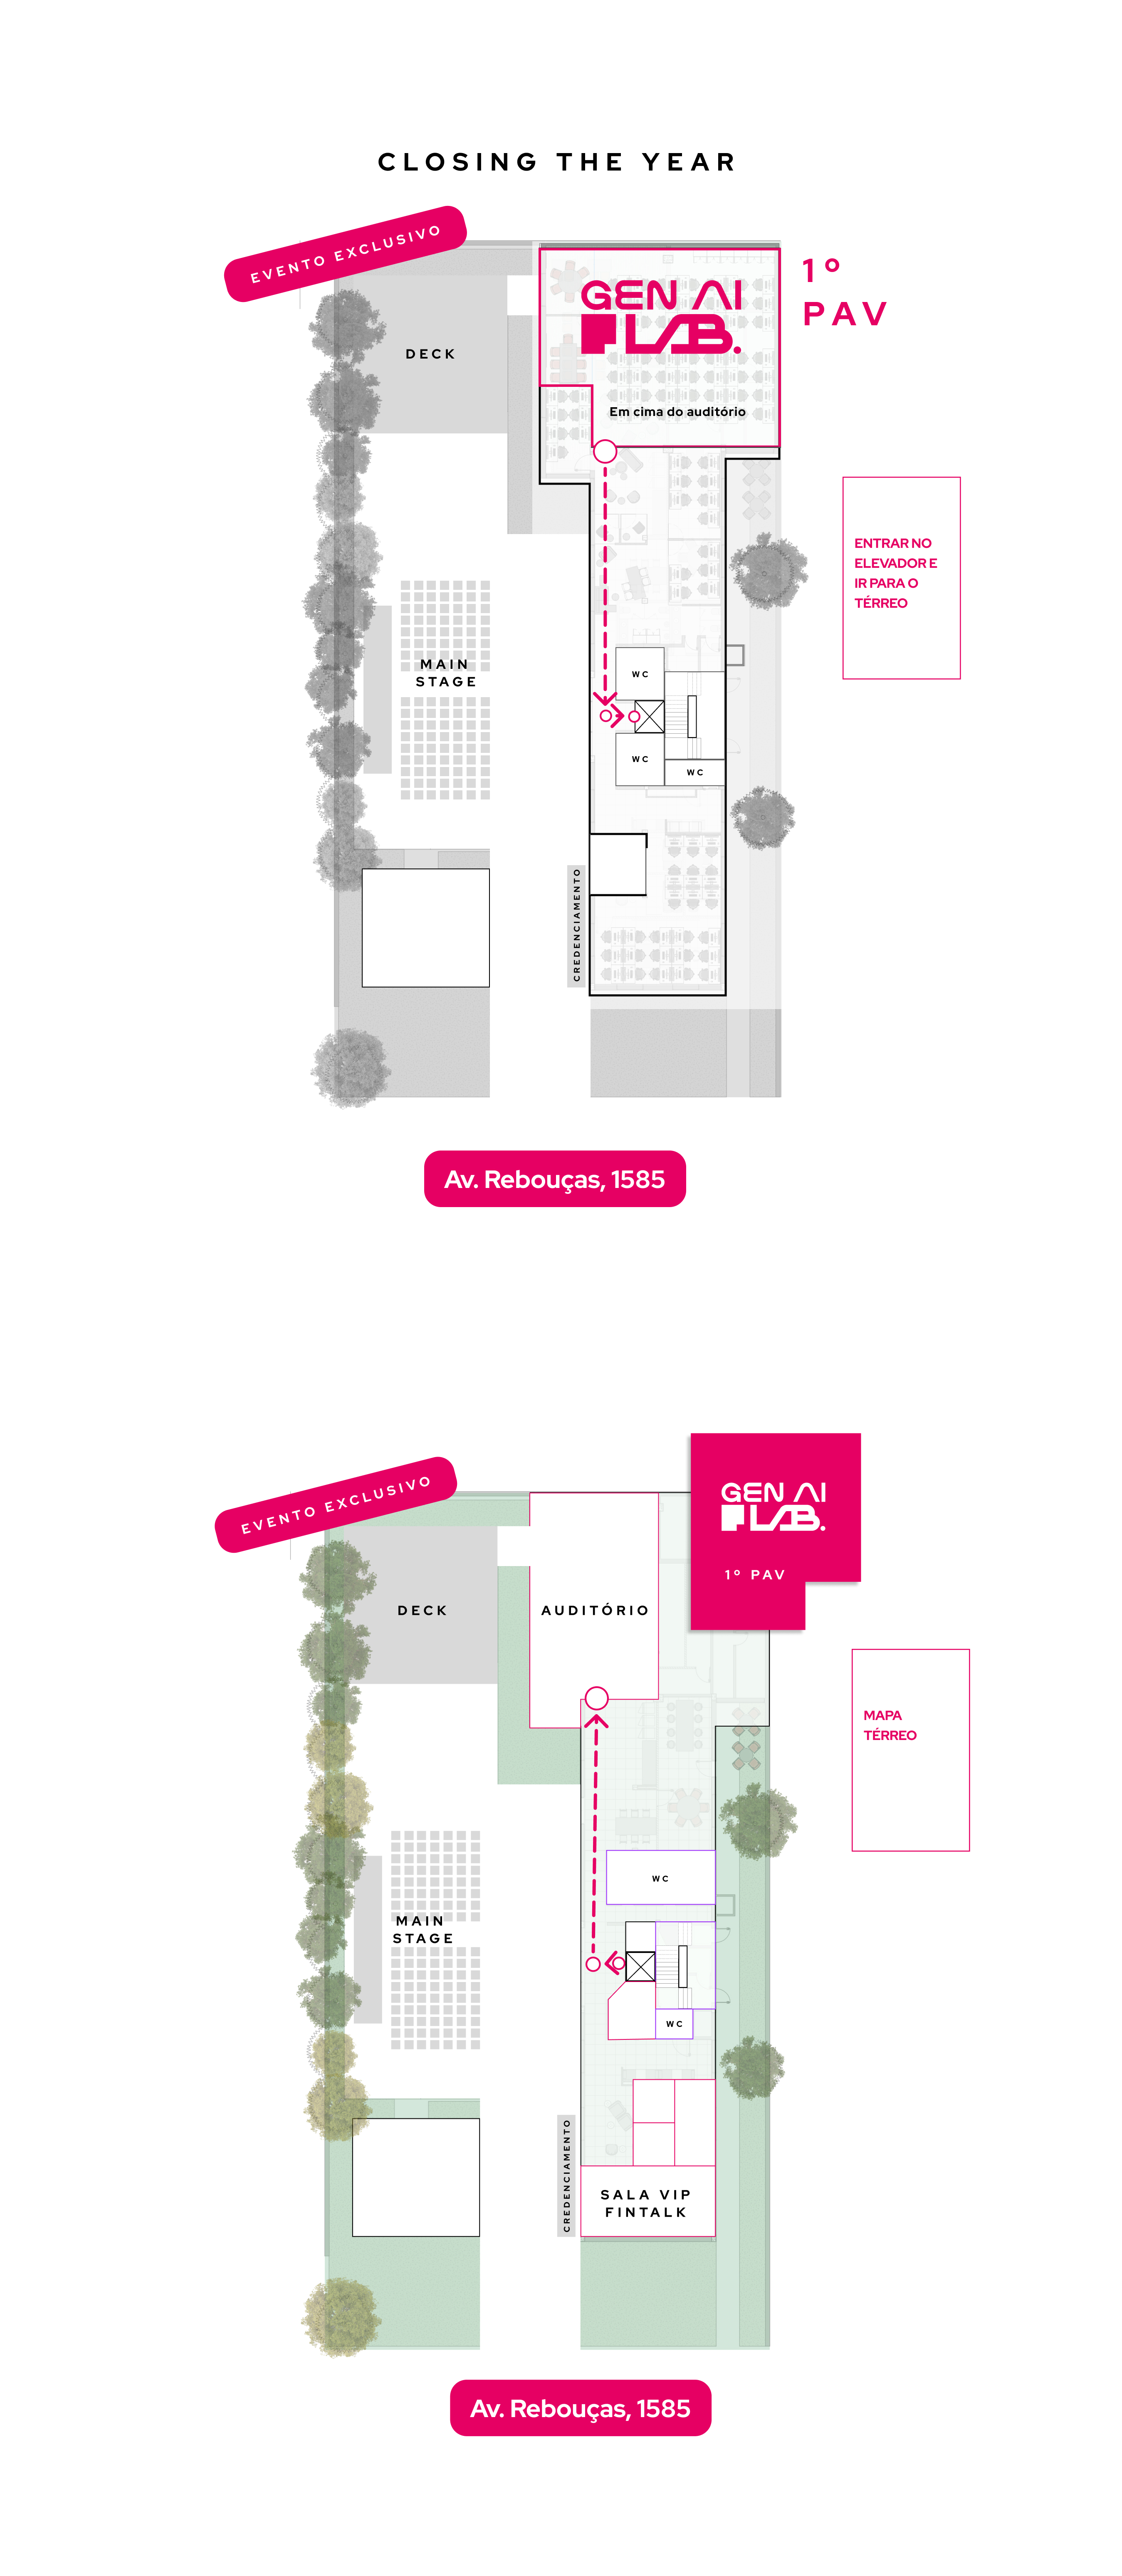 CLOSING THE YEAR
EVENTO EXCLUSIVO
1º
PAV
GEN AI
LAB.
DECK
Em cima do auditório
ENTRAR NO
ELEVADOR E
IR PARA O
TÉRREO
MAIN
STAGE
WC
WC
WC
CREDENCIAMENTO
Av. Rebouças, 1585
EVENTO EXCLUSIVO
GEN AI
LAB.
1º PAV
DECK
AUDITÓRIO
MAPA
TÉRREO
WC
MAIN
STAGE
WC
CREDENCIAMENTO
SALA VIP
FINTALK
Av. Rebouças, 1585